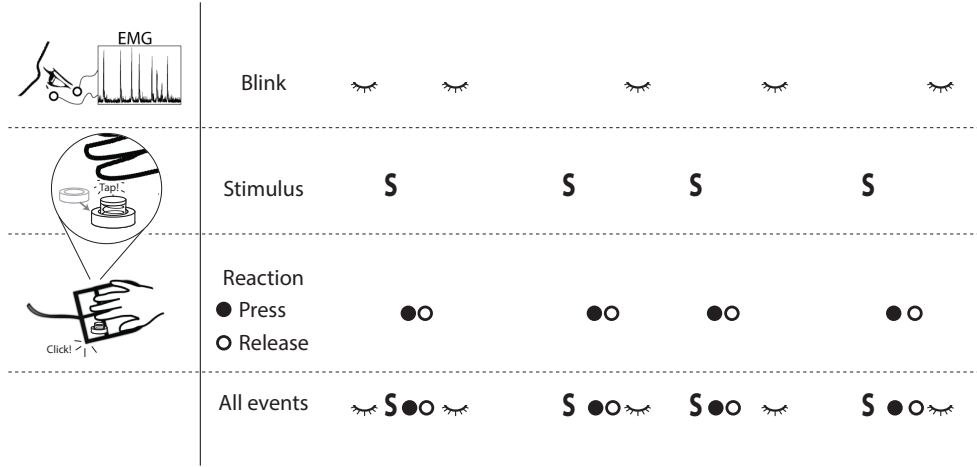 EMG
Blink
Tap!
Stimulus
S S S S
Reaction
Press
Release
Click!
All events
S S S S